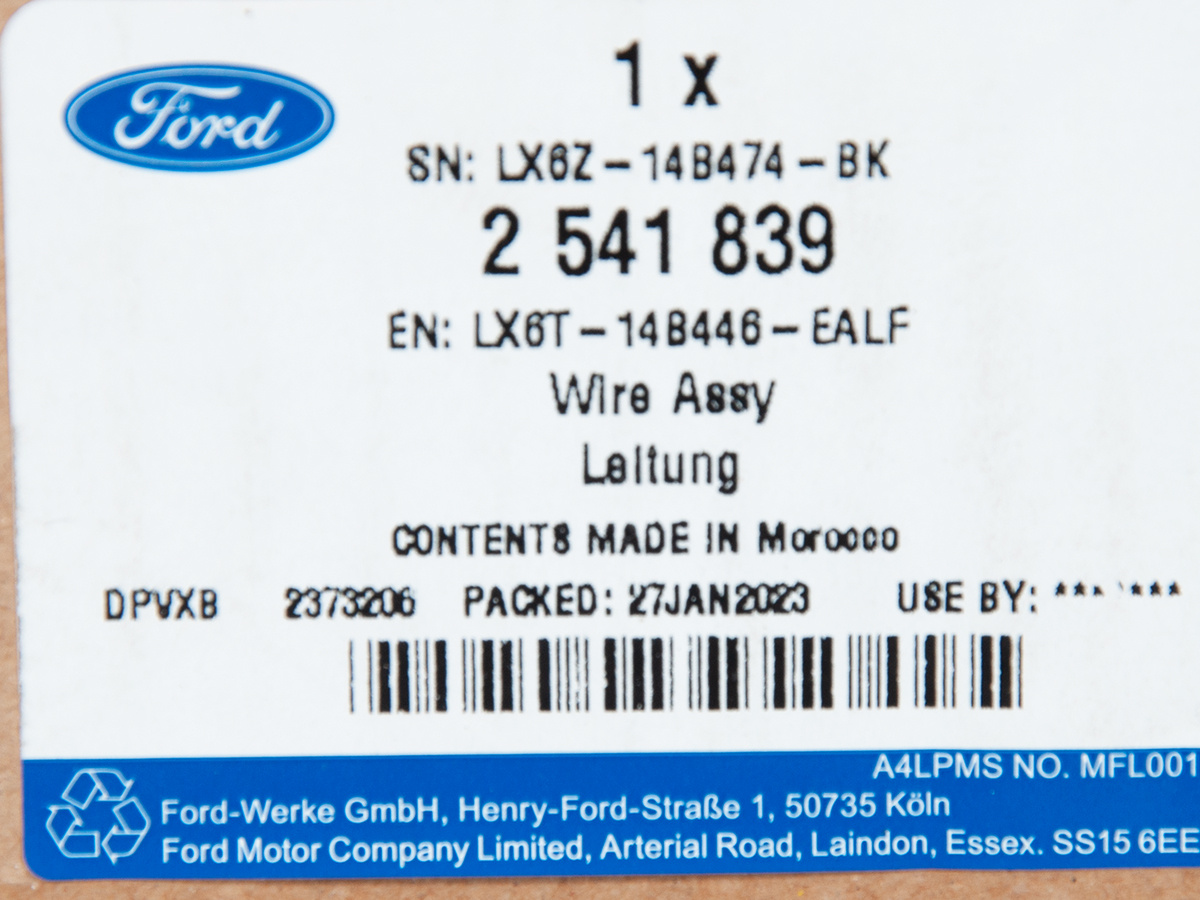 Ford
1 x
SN: LX6Z-14B474-BK
2 541 839
EN: LX6T-14B446-EALF
Wire Assy
Leitung
CONTENTS MADE IN Morocco
DPVXB 2373206 PACKED: 27JAN2023 USE BY: *** ****
A4LPMS NO. MFL001
Ford-Werke GmbH, Henry-Ford-Straße 1, 50735 Köln
Ford Motor Company Limited, Arterial Road, Laindon, Essex. SS15 6EE